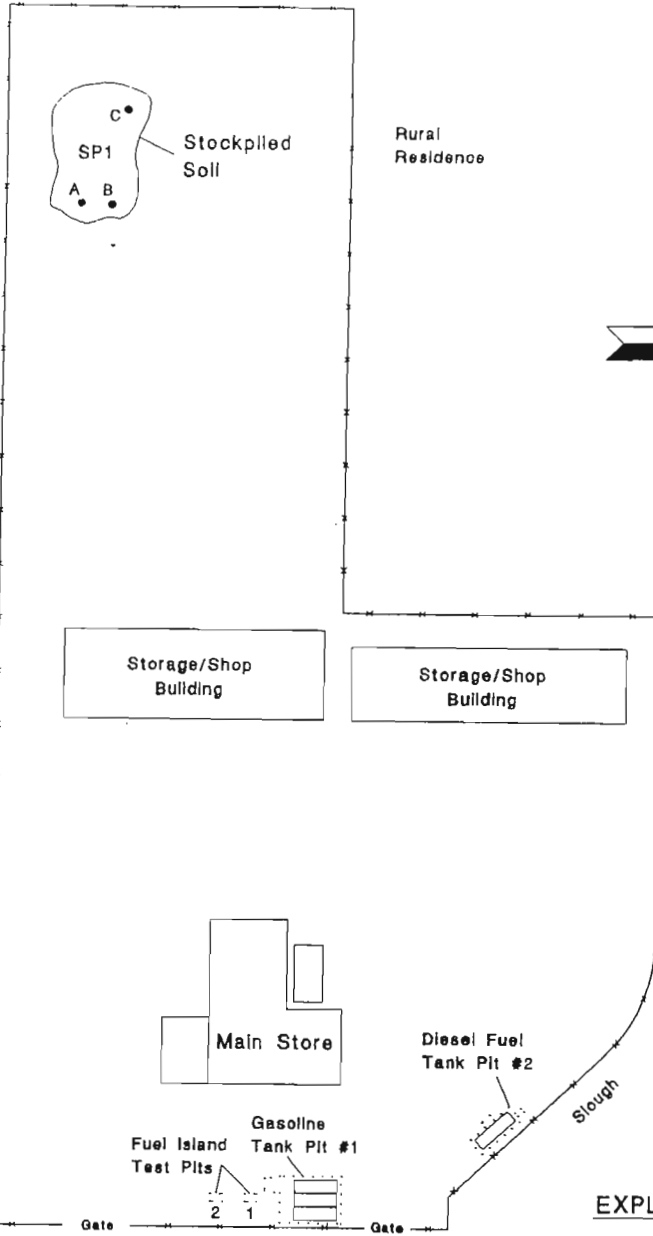 C
SP1
A B
Stockpiled
Soil
Rural
Residence
Storage/Shop
Building
Storage/Shop
Building
Main Store
Diesel Fuel
Tank Pit #2
Slough
Gasoline
Tank Pit #1
Fuel Island
Test Pits
2 1
Gate
Gate
EXPL